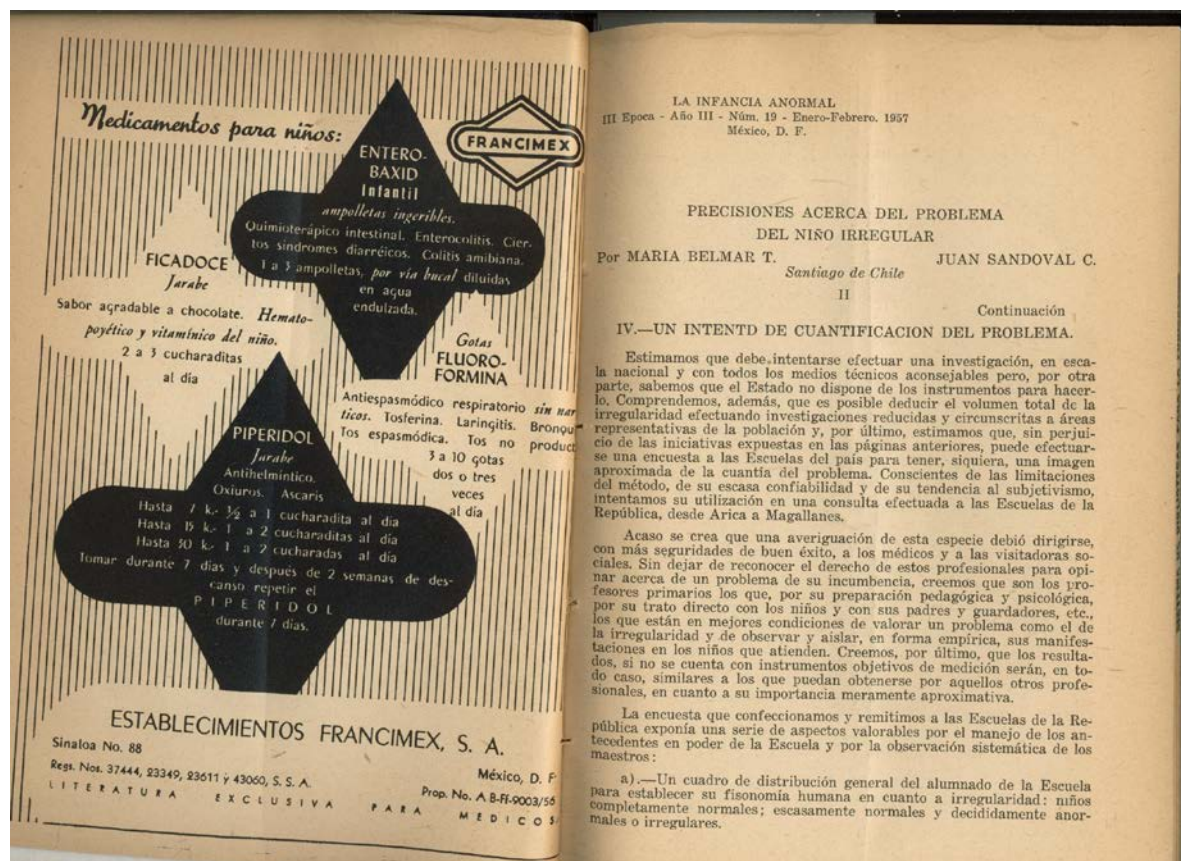 Medicamentos para niños:
FRANCIMEX
ENTERO-
BAXID
Infantil
ampolletas ingeribles.
Quimioterápico intestinal. Enterocolitis. Cier-
tos síndromes diarréicos. Colitis amibiana.
1 a 3 ampolletas, por vía bucal diluidas
en agua
endulzada.
FICADOCE
Jarabe
Sabor agradable a chocolate. Hemato-
poyético y vitamínico del niño.
2 a 3 cucharaditas
al día
Gotas
FLUORO-
FORMINA
Antiespasmódico respiratorio sin nar
ticos. Tosferina. Laringitis. Bronqu
Tos espasmódica. Tos no product
3 a 10 gotas
dos o tres
veces
al día
PIPERIDOL
Jarabe
Antihelmíntico.
Oxiuros. Ascaris
Hasta 7 k.- ½ a 1 cucharadita al día
Hasta 15 k.- 1 a 2 cucharaditas al día
Hasta 30 k- 1 a 2 cucharadas al día
Tomar durante 7 días y después de 2 semanas de des-
canso repetir el
PIPERIDOL
durante 7 días.
ESTABLECIMIENTOS FRANCIMEX, S. A.
Sinaloa No. 88
México, D. F
Regs. Nos. 37444, 23349, 23611 y 43060, S. S. A.
Prop. No. A B-Ff-9003/56
LITERATURA EXCLUSIVA PARA MEDICOS
LA INFANCIA ANORMAL
III Epoca - Año III - Núm. 19 - Enero-Febrero. 1957
México, D. F.
PRECISIONES ACERCA DEL PROBLEMA
DEL NIÑO IRREGULAR
Por MARIA BELMAR T. JUAN SANDOVAL C.
Santiago de Chile
II
Continuación
IV.—UN INTENTD DE CUANTIFICACION DEL PROBLEMA.
Estimamos que debe intentarse efectuar una investigación, en esca-
la nacional y con todos los medios técnicos aconsejables pero, por otra
parte, sabemos que el Estado no dispone de los instrumentos para hacer-
lo. Comprendemos, además, que es posible deducir el volumen total de la
irregularidad efectuando investigaciones reducidas y circunscritas a áreas
representativas de la población y, por último, estimamos que, sin perjui-
cio de las iniciativas expuestas en las páginas anteriores, puede efectuar-
se una encuesta a las Escuelas del país para tener, siquiera, una imagen
aproximada de la cuantía del problema. Conscientes de las limitaciones
del método, de su escasa confiabilidad y de su tendencia al subjetivismo,
intentamos su utilización en una consulta efectuada a las Escuelas de la
República, desde Arica a Magallanes.
Acaso se crea que una averiguación de esta especie debió dirigirse,
con más seguridades de buen éxito, a los médicos y a las visitadoras so-
ciales. Sin dejar de reconocer el derecho de estos profesionales para opi-
nar acerca de un problema de su incumbencia, creemos que son los pro-
fesores primarios los que, por su preparación pedagógica y psicológica,
por su trato directo con los niños y con sus padres y guardadores, etc.,
los que están en mejores condiciones de valorar un problema como el de
la irregularidad y de observar y aislar, en forma empírica, sus manifes-
taciones en los niños que atienden. Creemos, por último, que los resulta-
dos, si no se cuenta con instrumentos objetivos de medición serán, en to-
do caso, similares a los que puedan obtenerse por aquellos otros profe-
sionales, en cuanto a su importancia meramente aproximativa.
La encuesta que confeccionamos y remitimos a las Escuelas de la Re-
pública exponía una serie de aspectos valorables por el manejo de los an-
tecedentes en poder de la Escuela y por la observación sistemática de los
maestros:
a).—Un cuadro de distribución general del alumnado de la Escuela
para establecer su fisonomía humana en cuanto a irregularidad: niños
completamente normales; escasamente normales y decididamente anor-
males o irregulares.